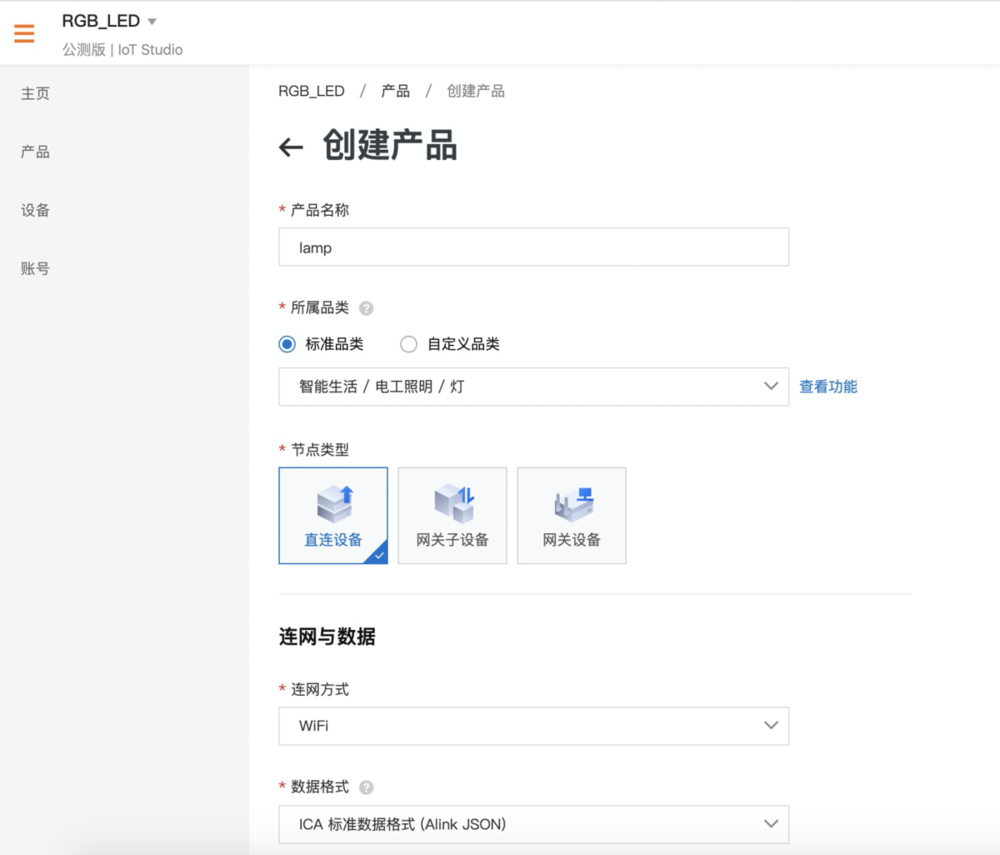 RGB_LED
公测版 | IoT Studio
主页
产品
设备
账号
RGB_LED / 产品 / 创建产品
← 创建产品
* 产品名称
lamp
* 所属品类 ?
标准品类 自定义品类
智能生活 / 电工照明 / 灯 查看功能
* 节点类型
直连设备 网关子设备 网关设备
连网与数据
* 连网方式
WiFi
* 数据格式 ?
ICA 标准数据格式 (Alink JSON)